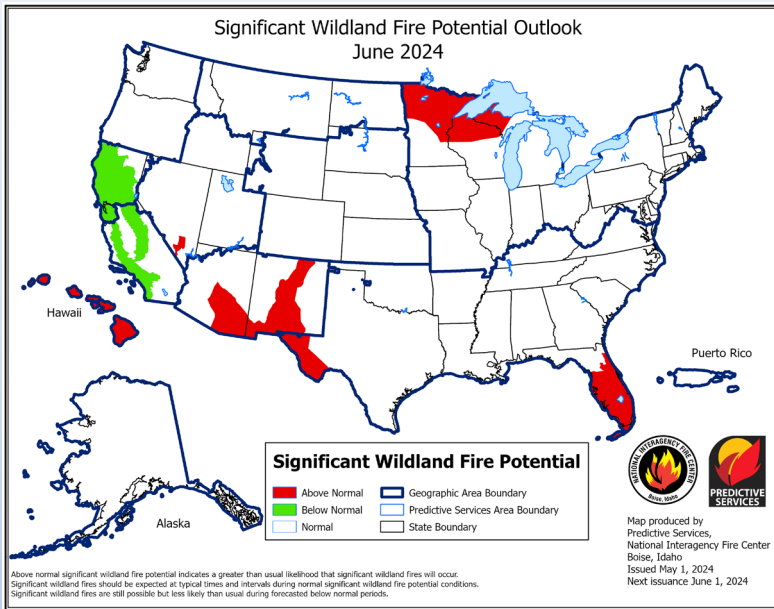 Significant Wildland Fire Potential Outlook
June 2024
Hawaii
Puerto Rico
Alaska
Significant Wildland Fire Potential
Above Normal
Below Normal
Normal
Geographic Area Boundary
Predictive Services Area Boundary
State Boundary
NATIONAL INTERAGENCY FIRE CENTER
Boise, Idaho
PREDICTIVE
SERVICES
Map produced by
Predictive Services,
National Interagency Fire Center
Boise, Idaho
Issued May 1, 2024
Next issuance June 1, 2024
Above normal significant wildland fire potential indicates a greater than usual likelihood that significant wildland fires will occur.
Significant wildland fires should be expected at typical times and intervals during normal significant wildland fire potential conditions.
Significant wildland fires are still possible but less likely than usual during forecasted below normal periods.